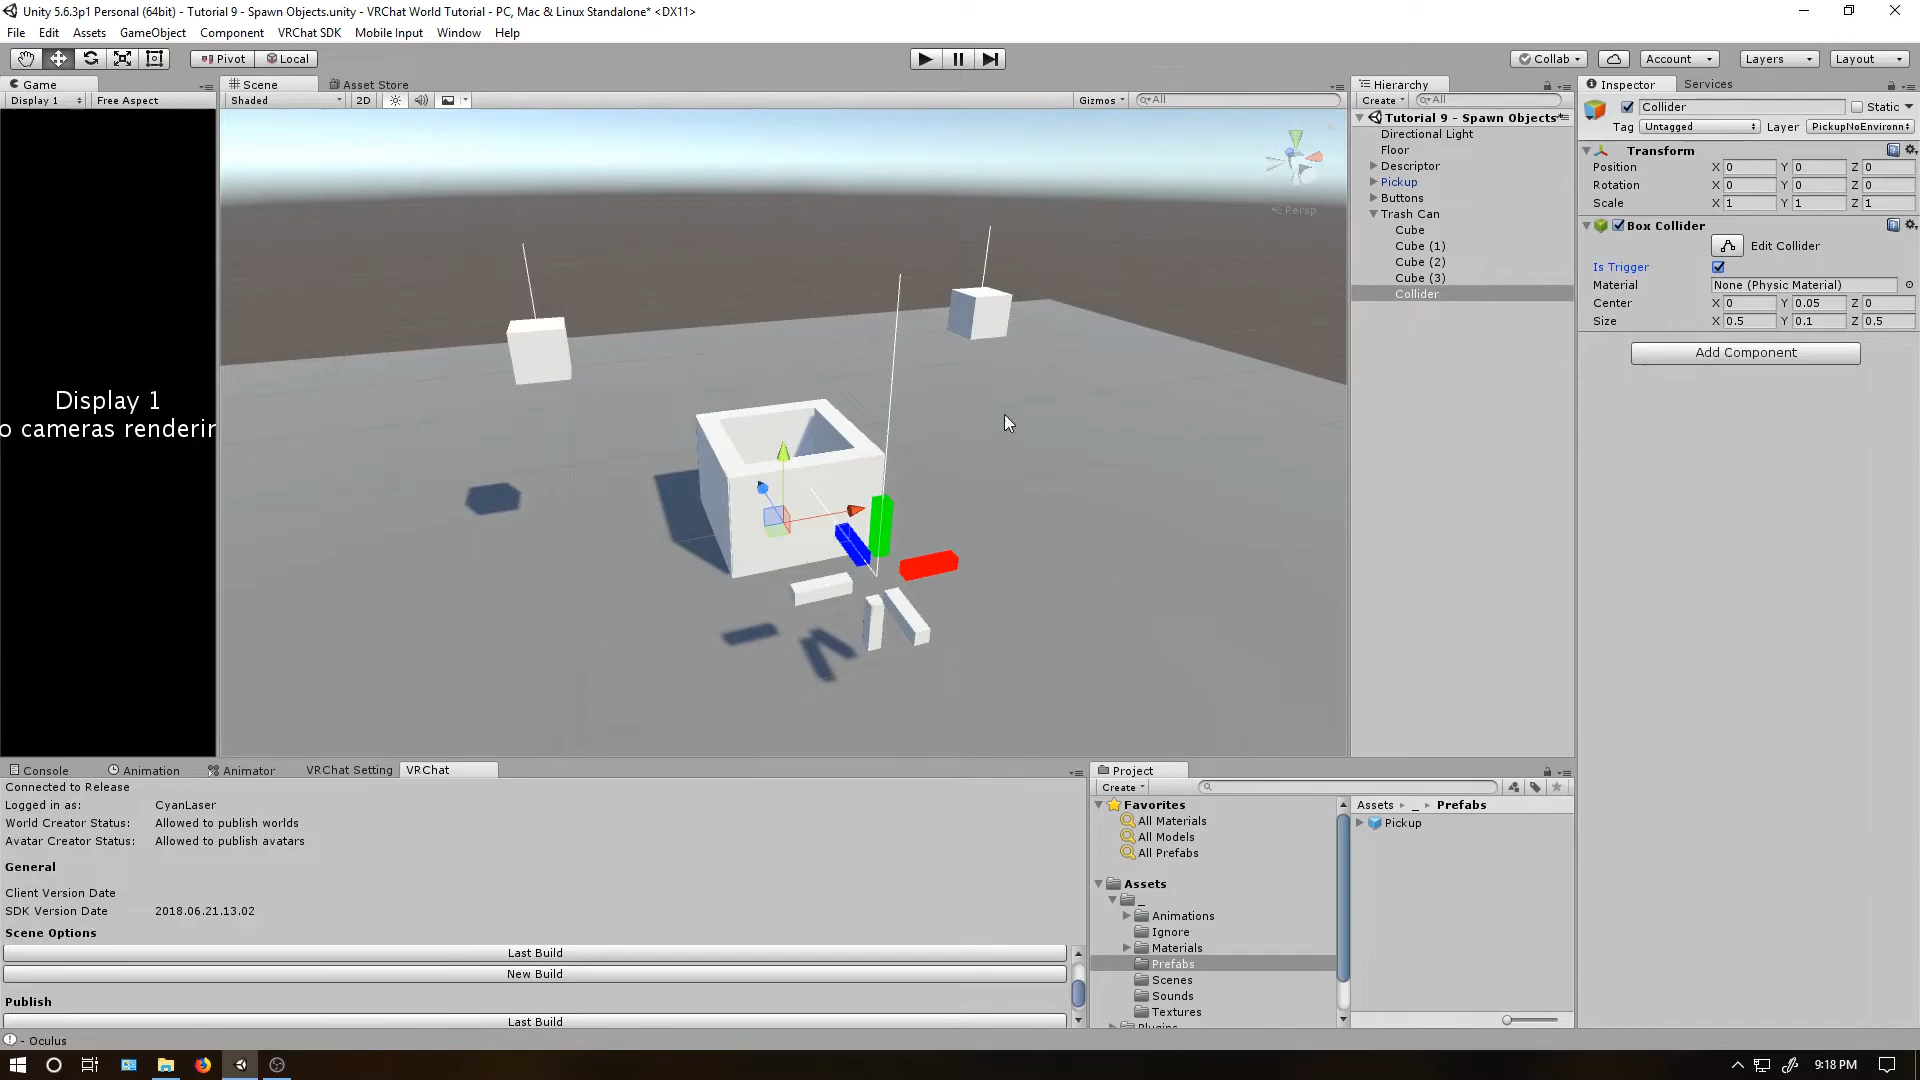 Unity 5.6.3p1 Personal (64bit) - Tutorial 9 - Spawn Objects.unity - VRChat World Tutorial - PC, Mac & Linux Standalone* <DX11>
File Edit Assets GameObject Component VRChat SDK Mobile Input Window Help
Pivot Local Collab Account Layers Layout
Game Scene Asset Store Hierarchy Inspector Services
Display 1 Free Aspect Shaded 2D Gizmos All Create All
Collider Static
Tag Untagged Layer PickupNoEnvironn
Tutorial 9 - Spawn Objects*
Directional Light
Floor
Descriptor
Pickup
Buttons
Trash Can
Cube
Cube (1)
Cube (2)
Cube (3)
Collider
Transform
Position X 0 Y 0 Z 0
Rotation X 0 Y 0 Z 0
Scale X 1 Y 1 Z 1
Box Collider
Edit Collider
Is Trigger
Material None (Physic Material)
Center X 0 Y 0.05 Z 0
Size X 0.5 Y 0.1 Z 0.5
Add Component
Persp
Display 1
o cameras renderir
Console Animation Animator VRChat Setting VRChat
Connected to Release
Logged in as: CyanLaser
World Creator Status: Allowed to publish worlds
Avatar Creator Status: Allowed to publish avatars
General
Client Version Date
SDK Version Date 2018.06.21.13.02
Scene Options
Last Build
New Build
Publish
Last Build
Project
Create
Favorites
All Materials
All Models
All Prefabs
Assets
_
Animations
Ignore
Materials
Prefabs
Scenes
Sounds
Textures
Plugins
Assets _ Prefabs
Pickup
- Oculus
9:18 PM